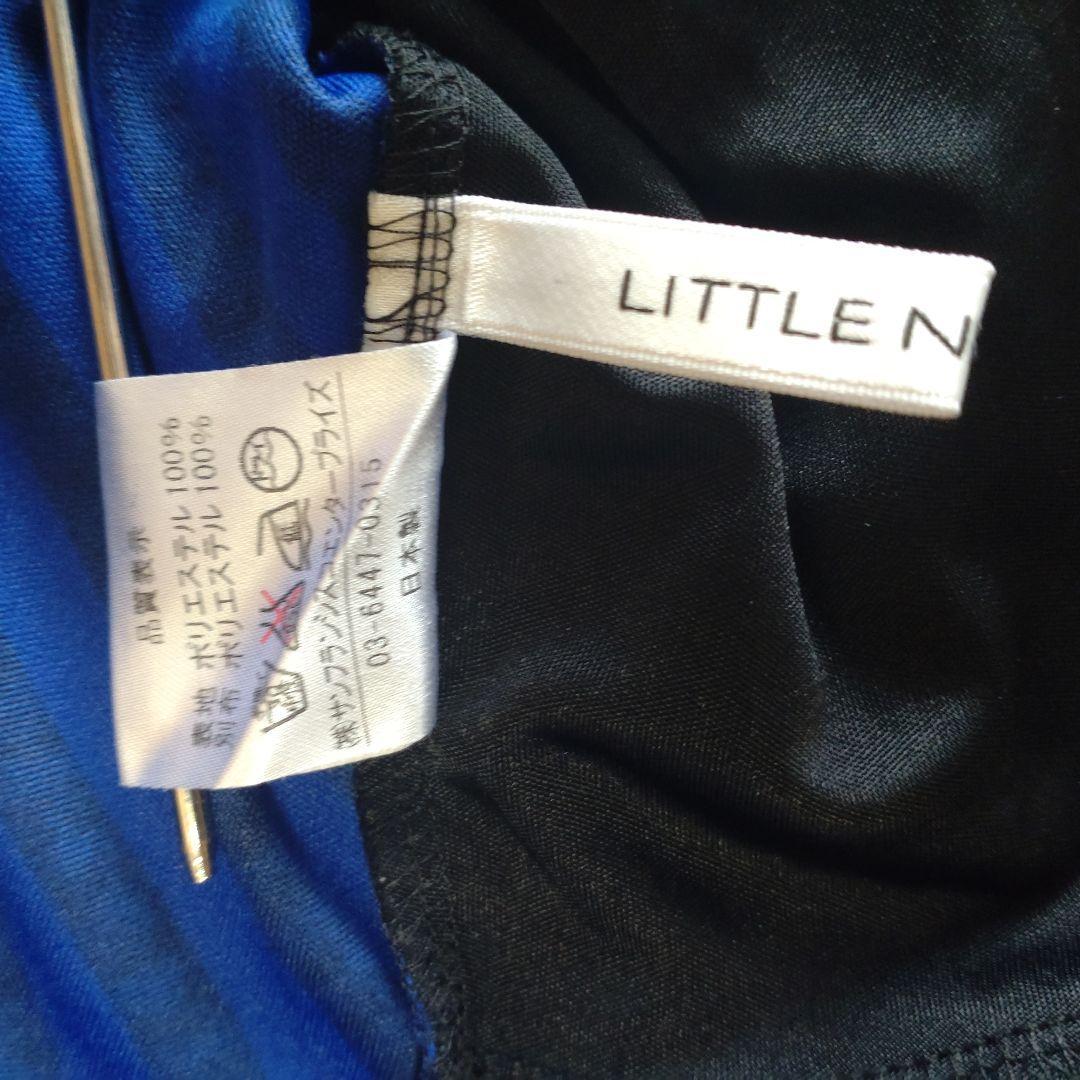 LITTLE N
品質表示
表地 ポリエステル 100%
別布 ポリエステル 100%
㈱サンフランシスコエンタープライズ
03-6447-0315
日本製